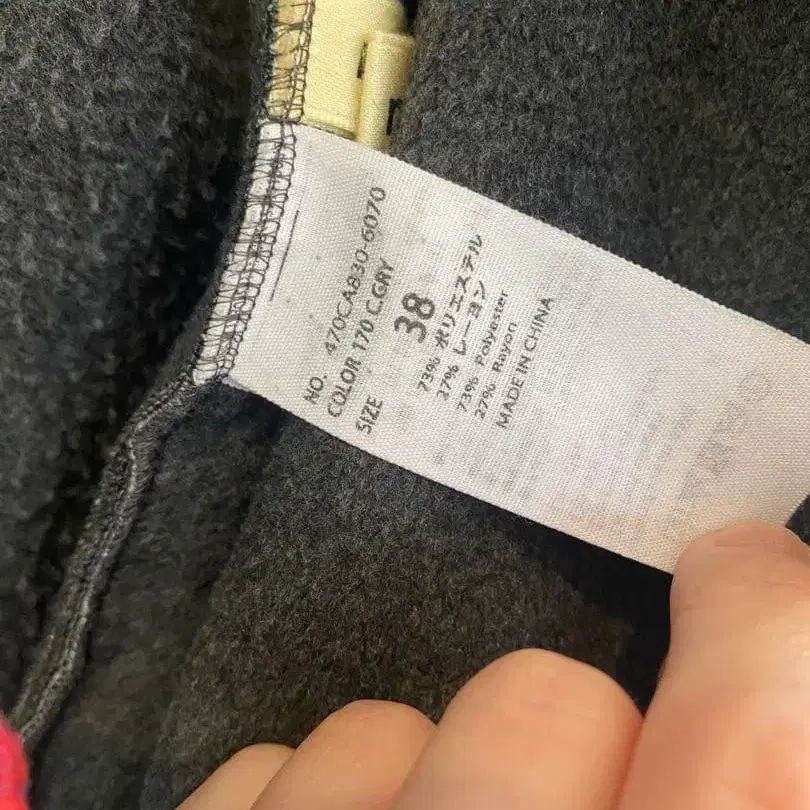 NO. 470CA830-6070
COLOR 170 C.GRY
SIZE 38
73% ポリエステル
27% レーヨン
73% Polyaster
27% Rayon
MADE IN CHINA